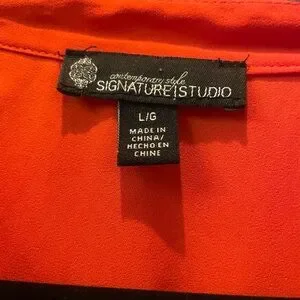 contemporary style
SIGNATURE|STUDIO
L/G
MADE IN
CHINA/
HECHO EN
CHINE